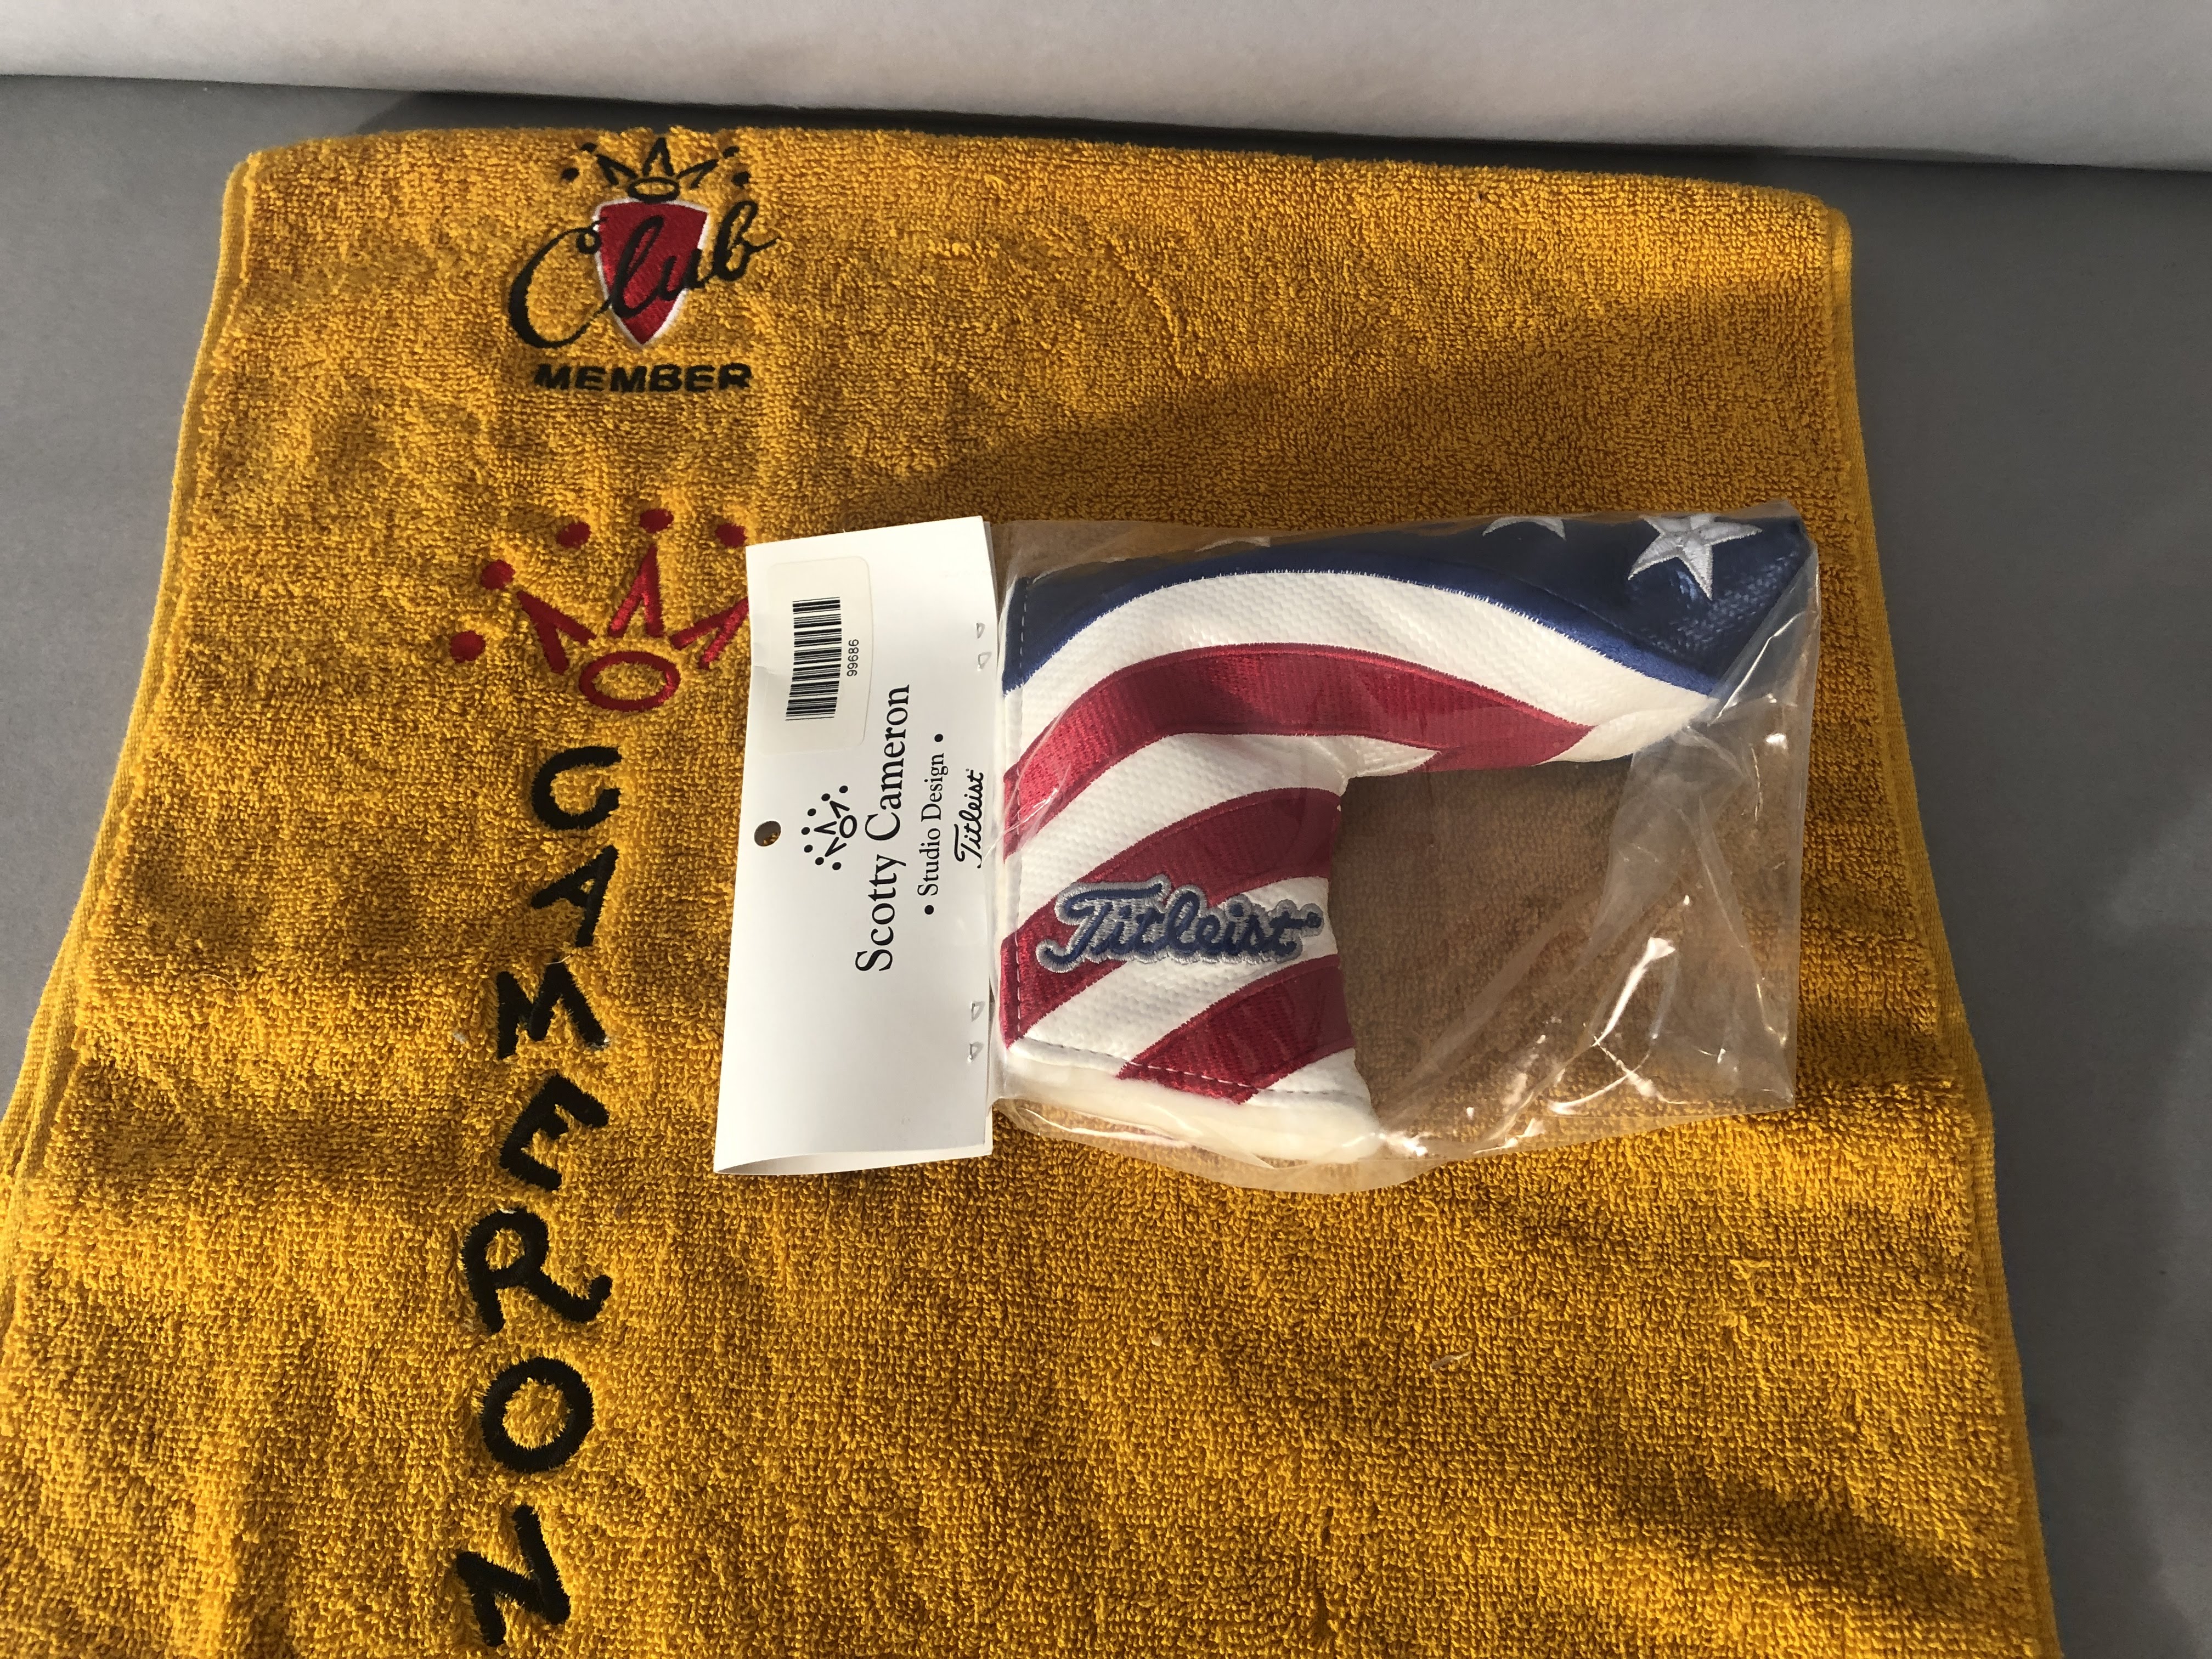 Club
MEMBER
CAMERON
99686
Scotty Cameron
• Studio Design •
Titleist®
Titleist®